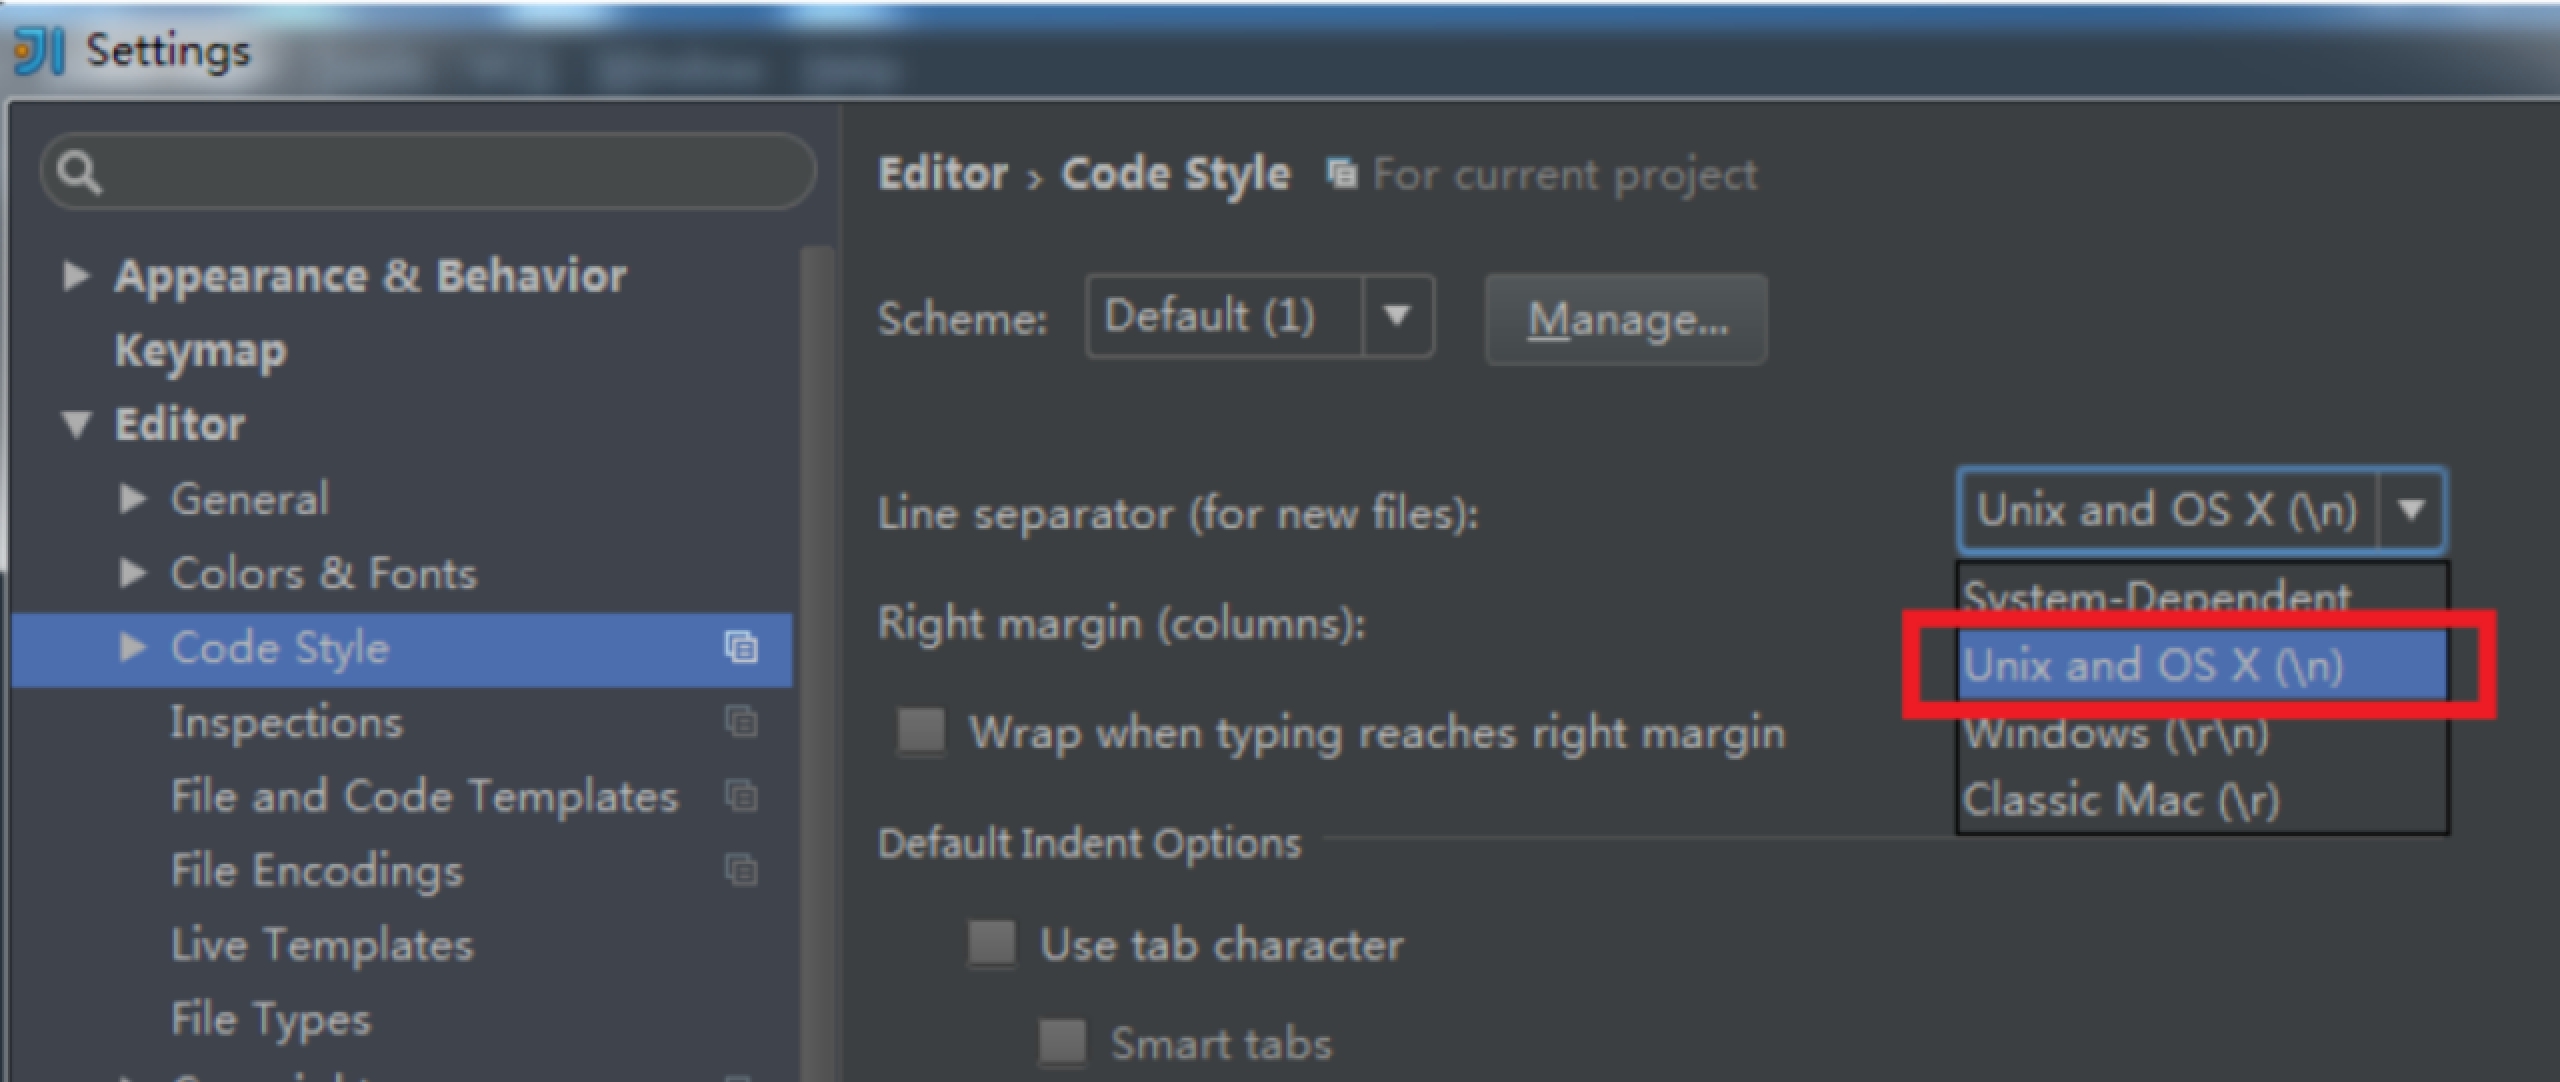 Settings
Appearance & Behavior
Keymap
Editor
General
Colors & Fonts
Code Style
Inspections
File and Code Templates
File Encodings
Live Templates
File Types
Editor › Code Style For current project
Scheme: Default (1) Manage...
Line separator (for new files): Unix and OS X (\n)
System-Dependent
Unix and OS X (\n)
Windows (\r\n)
Classic Mac (\r)
Right margin (columns):
Wrap when typing reaches right margin
Default Indent Options
Use tab character
Smart tabs